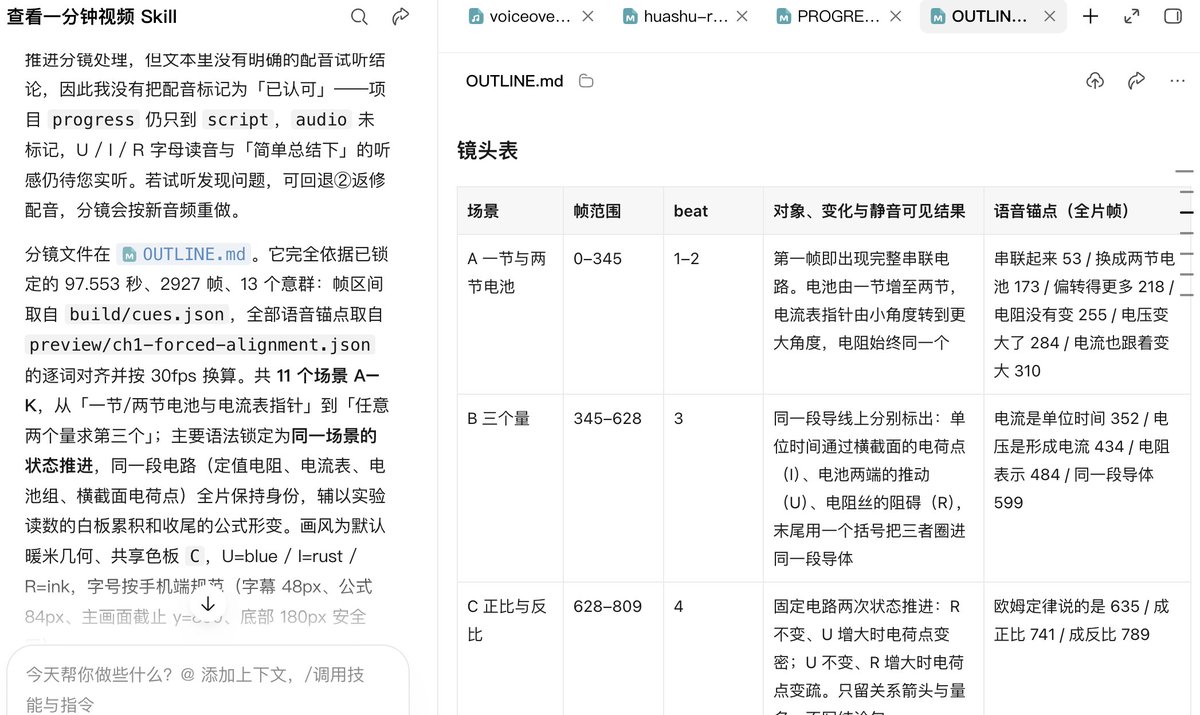 查看一分钟视频 Skill
推进分镜处理，但文本里没有明确的配音试听结
论，因此我没有把配音标记为「已认可」——项
目 progress 仍只到 script，audio 未
标记，U / I / R 字母读音与「简单总结下」的听
感仍待您实听。若试听发现问题，可回退②返修
配音，分镜会按新音频重做。
分镜文件在 OUTLINE.md。它完全依据已锁
定的 97.553 秒、2927 帧、13 个意群：帧区间
取自 build/cues.json，全部语音锚点取自
preview/ch1-forced-alignment.json
的逐词对齐并按 30fps 换算。共 11 个场景 A—
K，从「一节/两节电池与电流表指针」到「任意
两个量求第三个」；主要语法锁定为同一场景的
状态推进，同一段电路（定值电阻、电流表、电
池组、横截面电荷点）全片保持身份，辅以实验
读数的白板累积和收尾的公式形变。画风为默认
暖米几何、共享色板 C，U=blue / I=rust /
R=ink，字号按手机端规范（字幕 48px、公式
84px、主画面截止 y=、底部 180px 安全
今天帮你做些什么？@ 添加上下文，/调用技
能与指令
voiceove...
huashu-r...
PROGRE...
OUTLIN...
OUTLINE.md
镜头表
场景
帧范围
beat
对象、变化与静音可见结果
语音锚点（全片帧）
A 一节与两
节电池
0–345
1–2
第一帧即出现完整串联电
路。电池由一节增至两节，
电流表指针由小角度转到更
大角度，电阻始终同一个
串联起来 53 / 换成两节电
池 173 / 偏转得更多 218 /
电阻没有变 255 / 电压变
大了 284 / 电流也跟着变
大 310
B 三个量
345–628
3
同一段导线上分别标出：单
位时间通过横截面的电荷点
（I）、电池两端的推动
（U）、电阻丝的阻碍（R），
末尾用一个括号把三者圈进
同一段导体
电流是单位时间 352 / 电
压是形成电流 434 / 电阻
表示 484 / 同一段导体
599
C 正比与反
比
628–809
4
固定电路两次状态推进：R
不变、U 增大时电荷点变
密；U 不变、R 增大时电荷
点变疏。只留关系箭头与量
欧姆定律说的是 635 / 成
正比 741 / 成反比 789